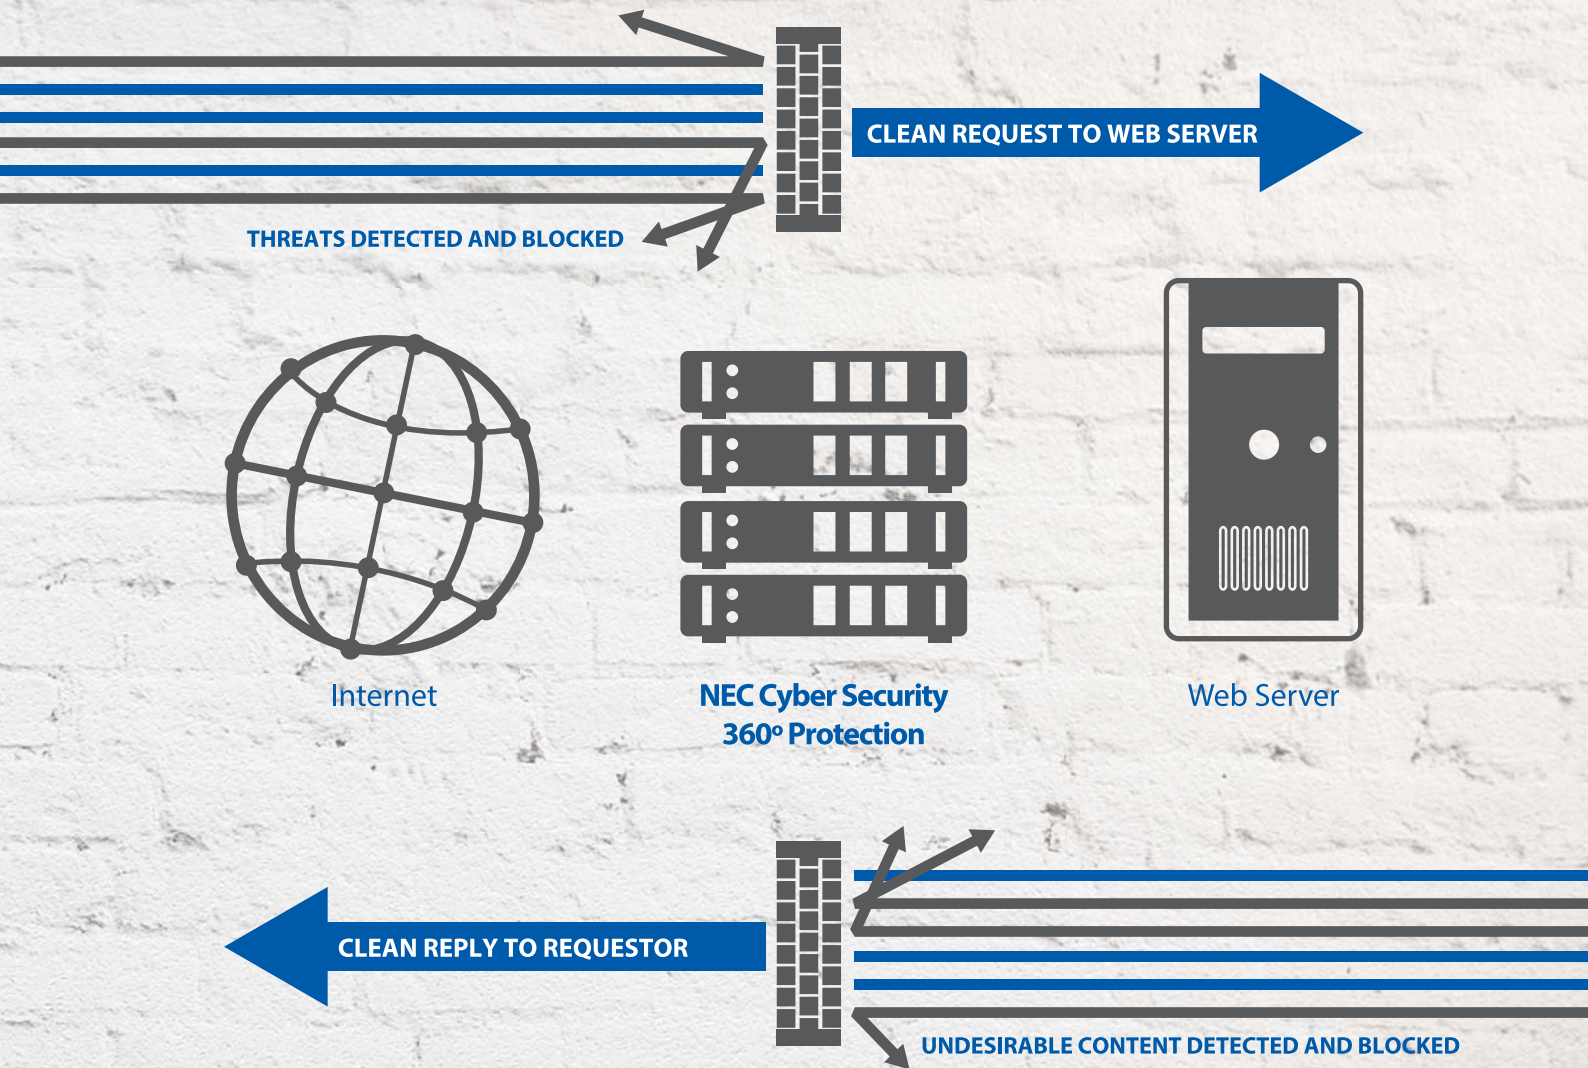 CLEAN REQUEST TO WEB SERVER
THREATS DETECTED AND BLOCKED
Internet
NEC Cyber Security
360º Protection
Web Server
CLEAN REPLY TO REQUESTOR
UNDESIRABLE CONTENT DETECTED AND BLOCKED